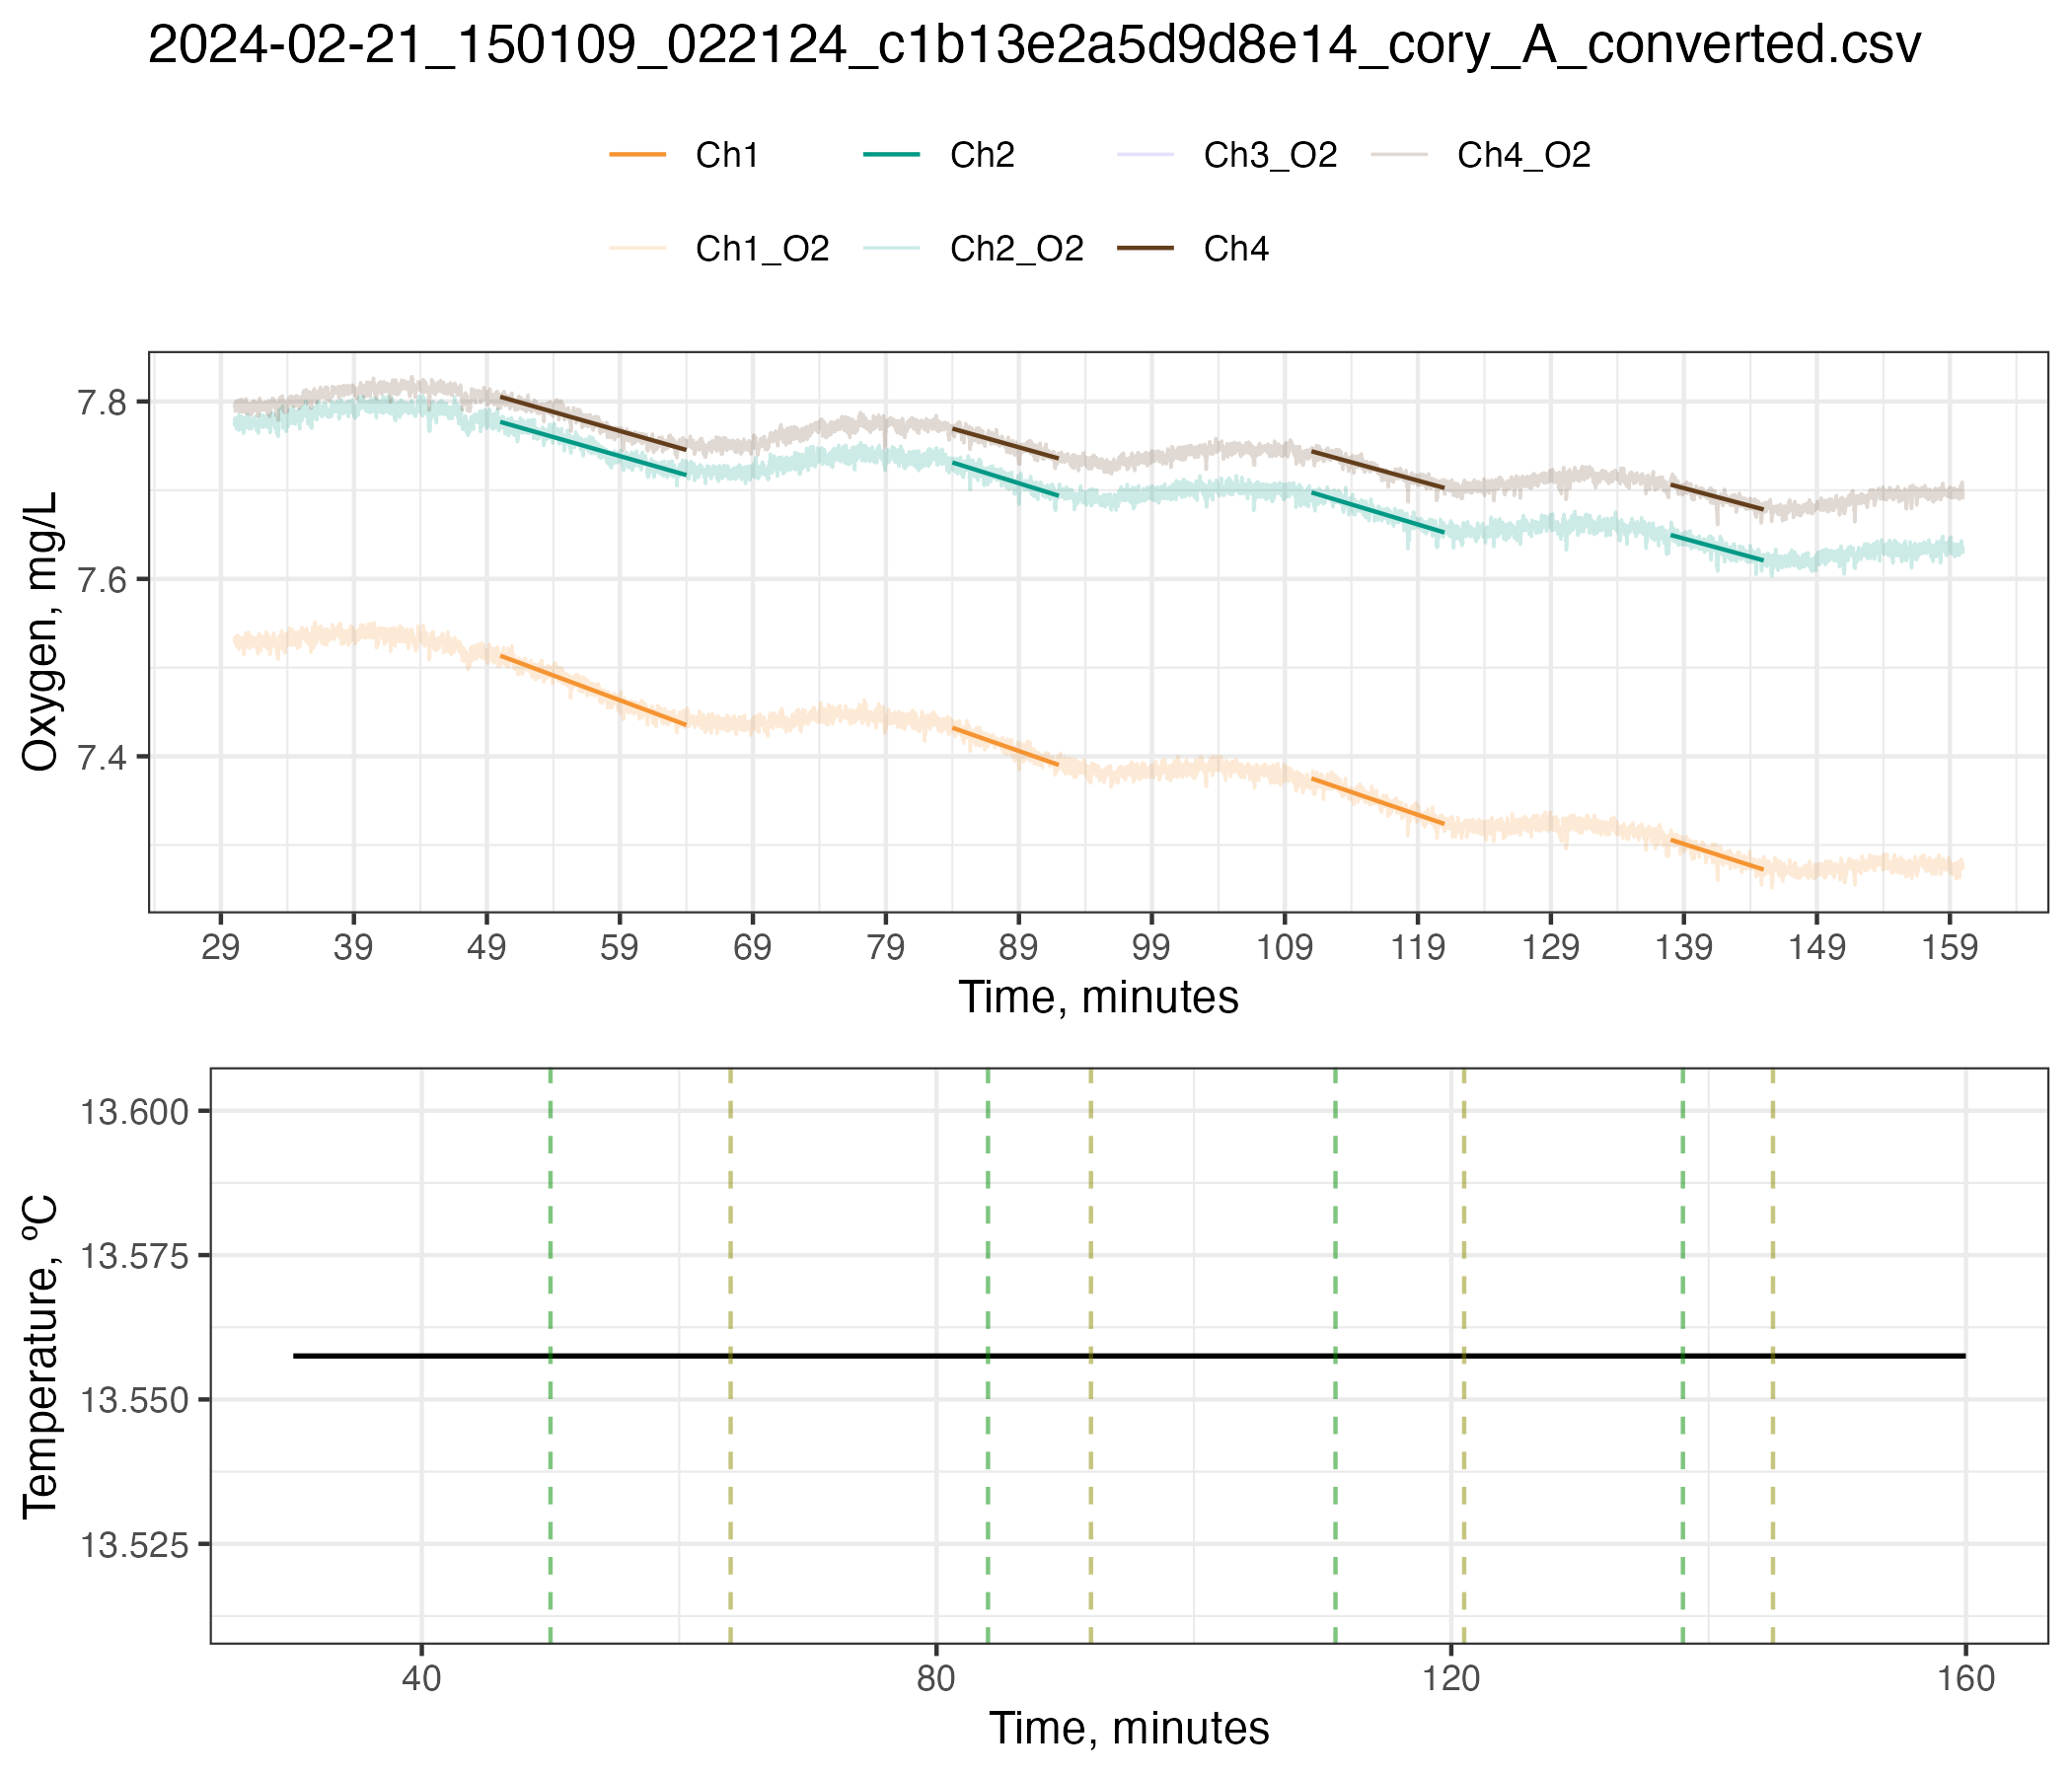 2024-02-21_150109_022124_c1b13e2a5d9d8e14_cory_A_converted.csv
Ch1 Ch2 Ch3_O2 Ch4_O2
Ch1_O2 Ch2_O2 Ch4
Oxygen, mg/L
7.8
7.6
7.4
29 39 49 59 69 79 89 99 109 119 129 139 149 159
Time, minutes
Temperature, ºC
13.600
13.575
13.550
13.525
40 80 120 160
Time, minutes